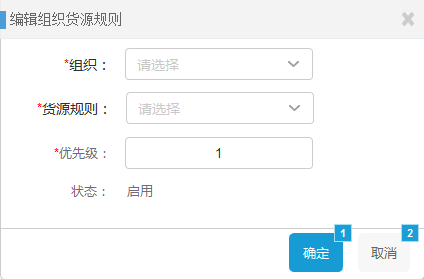 编辑组织货源规则
*组织： 请选择
*货源规则： 请选择
*优先级： 1
状态： 启用
确定 1 取消 2